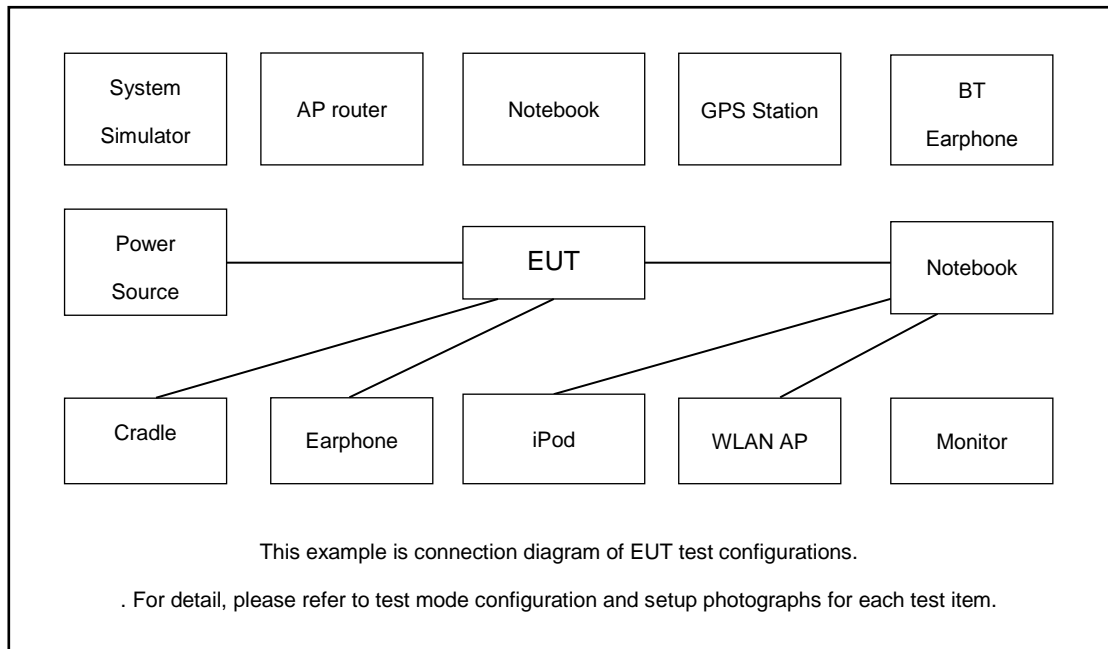 System
Simulator
AP router
Notebook
GPS Station
BT
Earphone
Power
Source
EUT
Notebook
Cradle
Earphone
iPod
WLAN AP
Monitor
This example is connection diagram of EUT test configurations.
. For detail, please refer to test mode configuration and setup photographs for each test item.